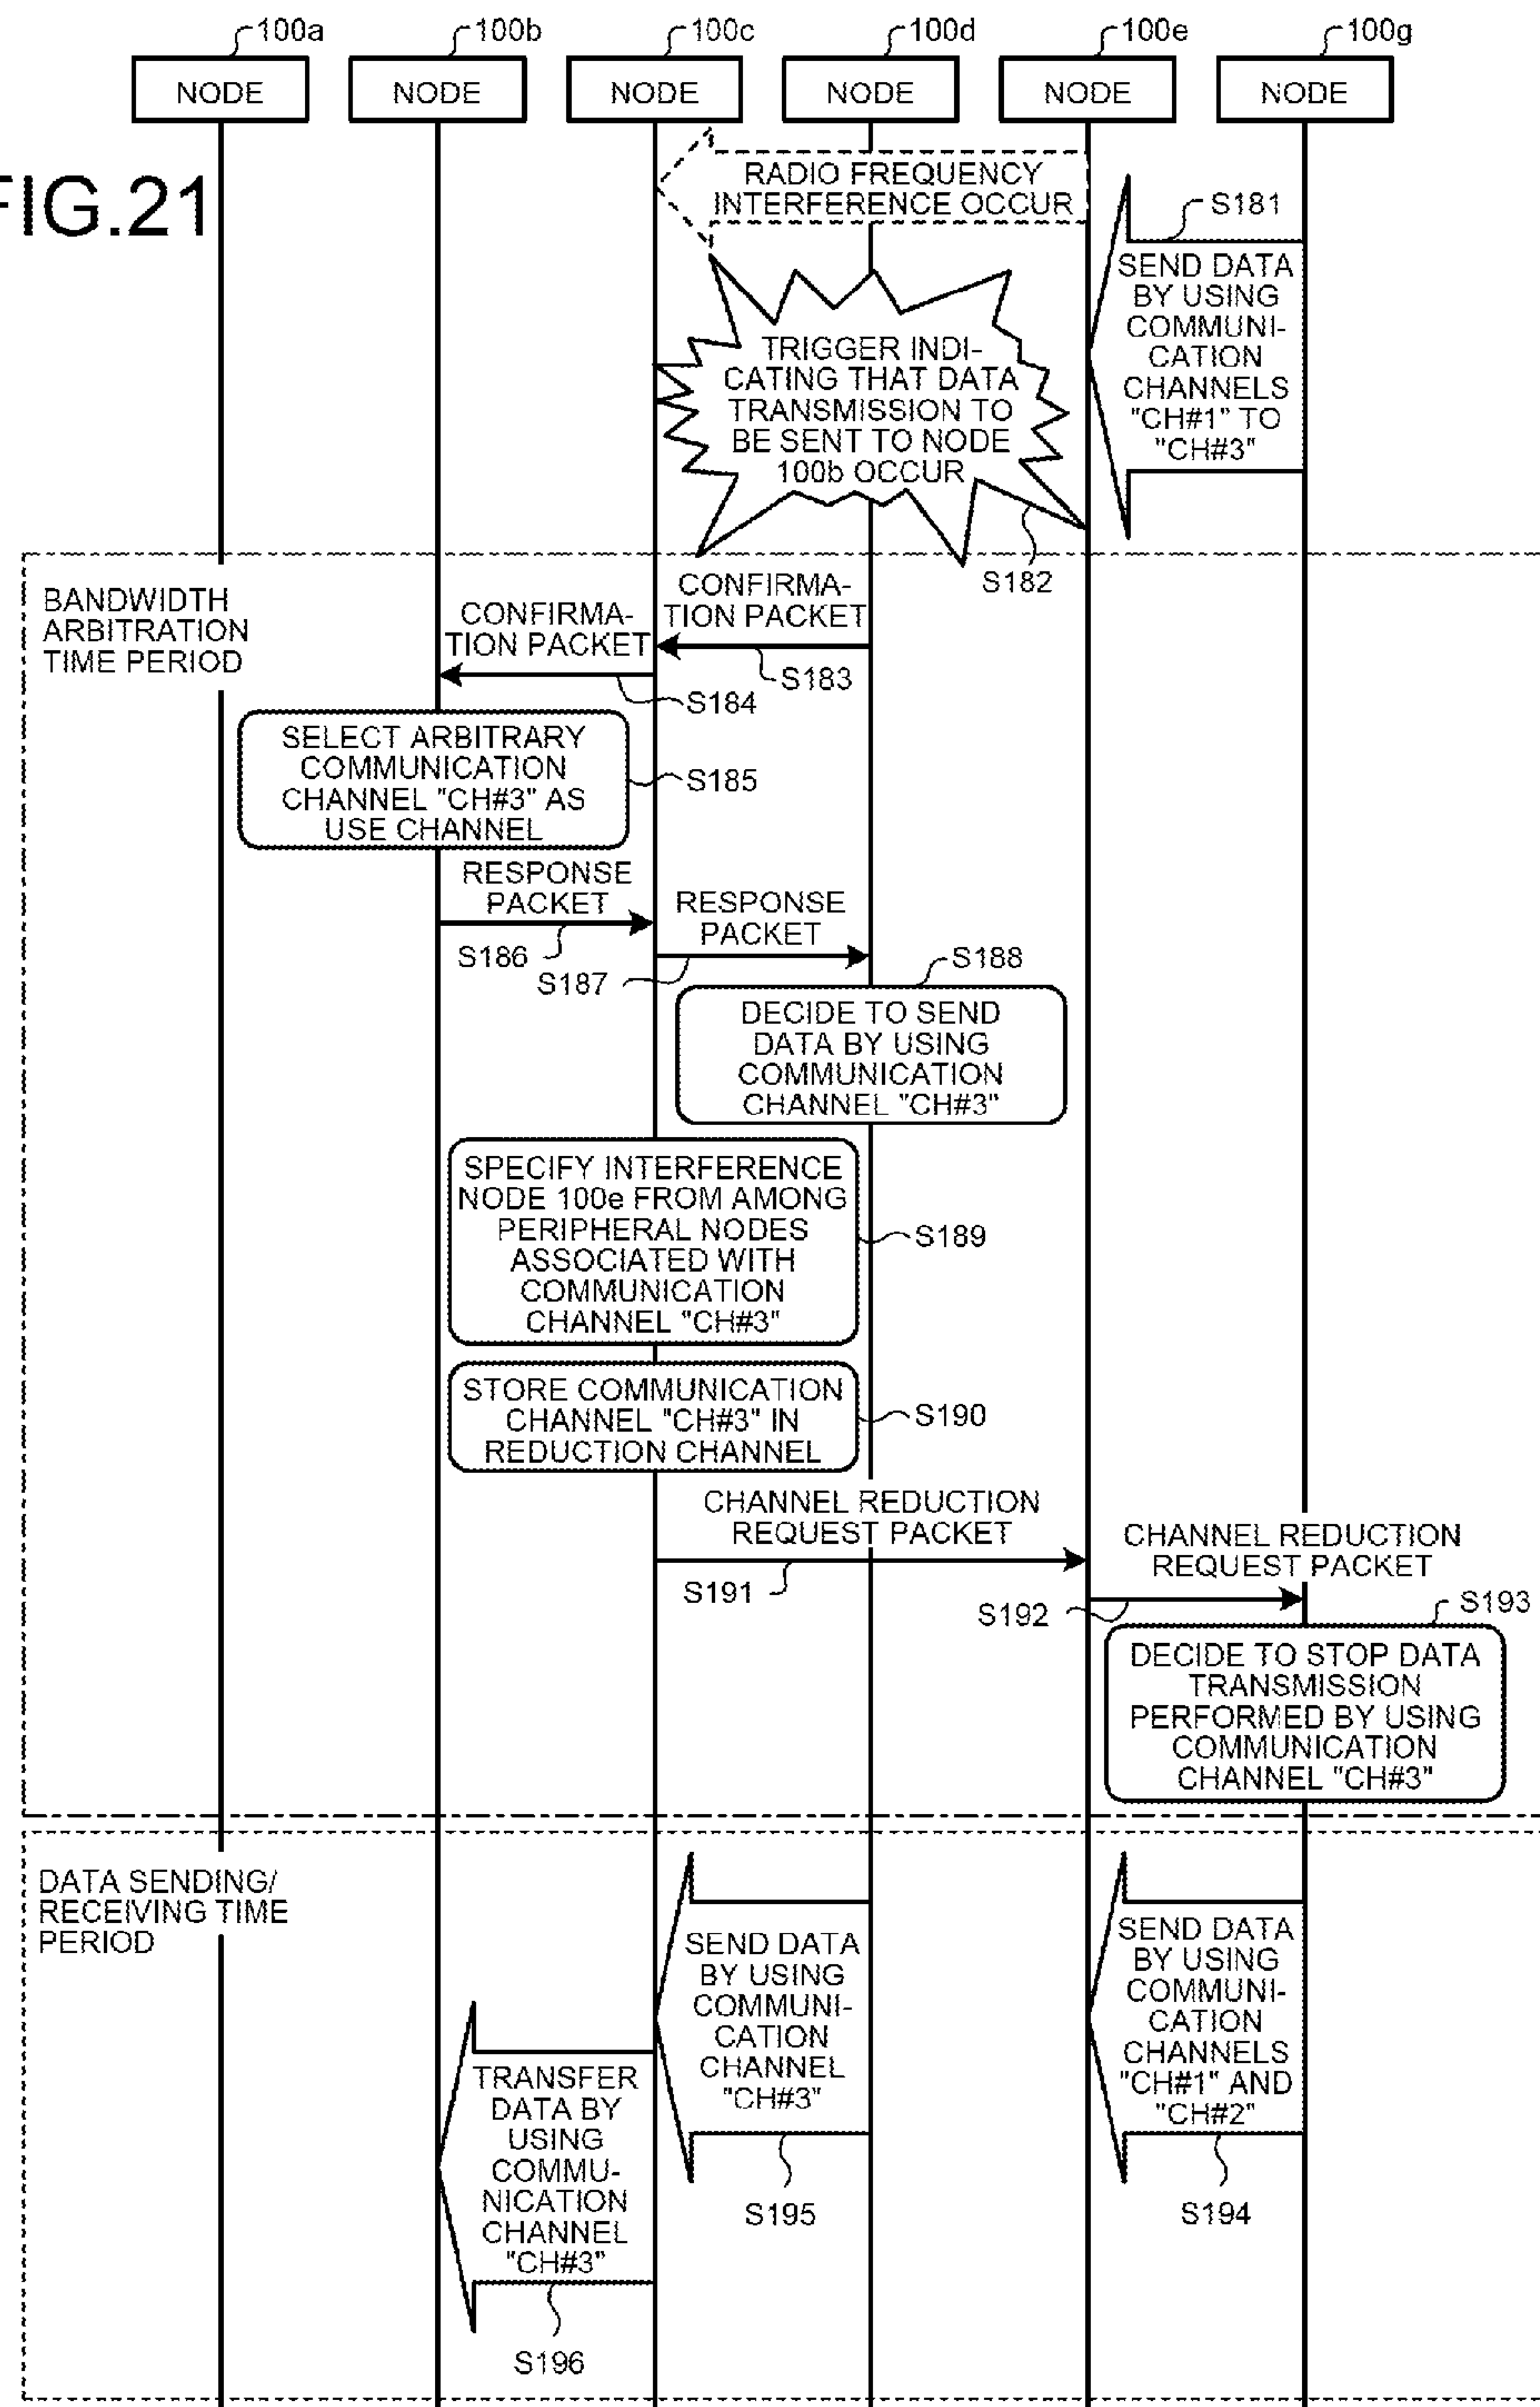 100a
100b
100c
100d
100e
100g
NODE
NODE
NODE
NODE
NODE
NODE
FIG.21
RADIO FREQUENCY
INTERFERENCE OCCUR
S181
SEND DATA
BY USING
COMMUNI-
CATION
CHANNELS
"CH#1" TO
"CH#3"
TRIGGER INDI-
CATING THAT DATA
TRANSMISSION TO
BE SENT TO NODE
100b OCCUR
S182
BANDWIDTH
ARBITRATION
TIME PERIOD
CONFIRMA-
TION PACKET
S183
CONFIRMA-
TION PACKET
S184
SELECT ARBITRARY
COMMUNICATION
CHANNEL "CH#3" AS
USE CHANNEL
S185
RESPONSE
PACKET
S186
RESPONSE
PACKET
S187
S188
DECIDE TO SEND
DATA BY USING
COMMUNICATION
CHANNEL "CH#3"
SPECIFY INTERFERENCE
NODE 100e FROM AMONG
PERIPHERAL NODES
ASSOCIATED WITH
COMMUNICATION
CHANNEL "CH#3"
S189
STORE COMMUNICATION
CHANNEL "CH#3" IN
REDUCTION CHANNEL
S190
CHANNEL REDUCTION
REQUEST PACKET
S191
CHANNEL REDUCTION
REQUEST PACKET
S192
S193
DECIDE TO STOP DATA
TRANSMISSION
PERFORMED BY USING
COMMUNICATION
CHANNEL "CH#3"
DATA SENDING/
RECEIVING TIME
PERIOD
SEND DATA
BY USING
COMMUNI-
CATION
CHANNELS
"CH#1" AND
"CH#2"
S194
SEND DATA
BY USING
COMMUNI-
CATION
CHANNEL
"CH#3"
S195
TRANSFER
DATA BY
USING
COMMU-
NICATION
CHANNEL
"CH#3"
S196